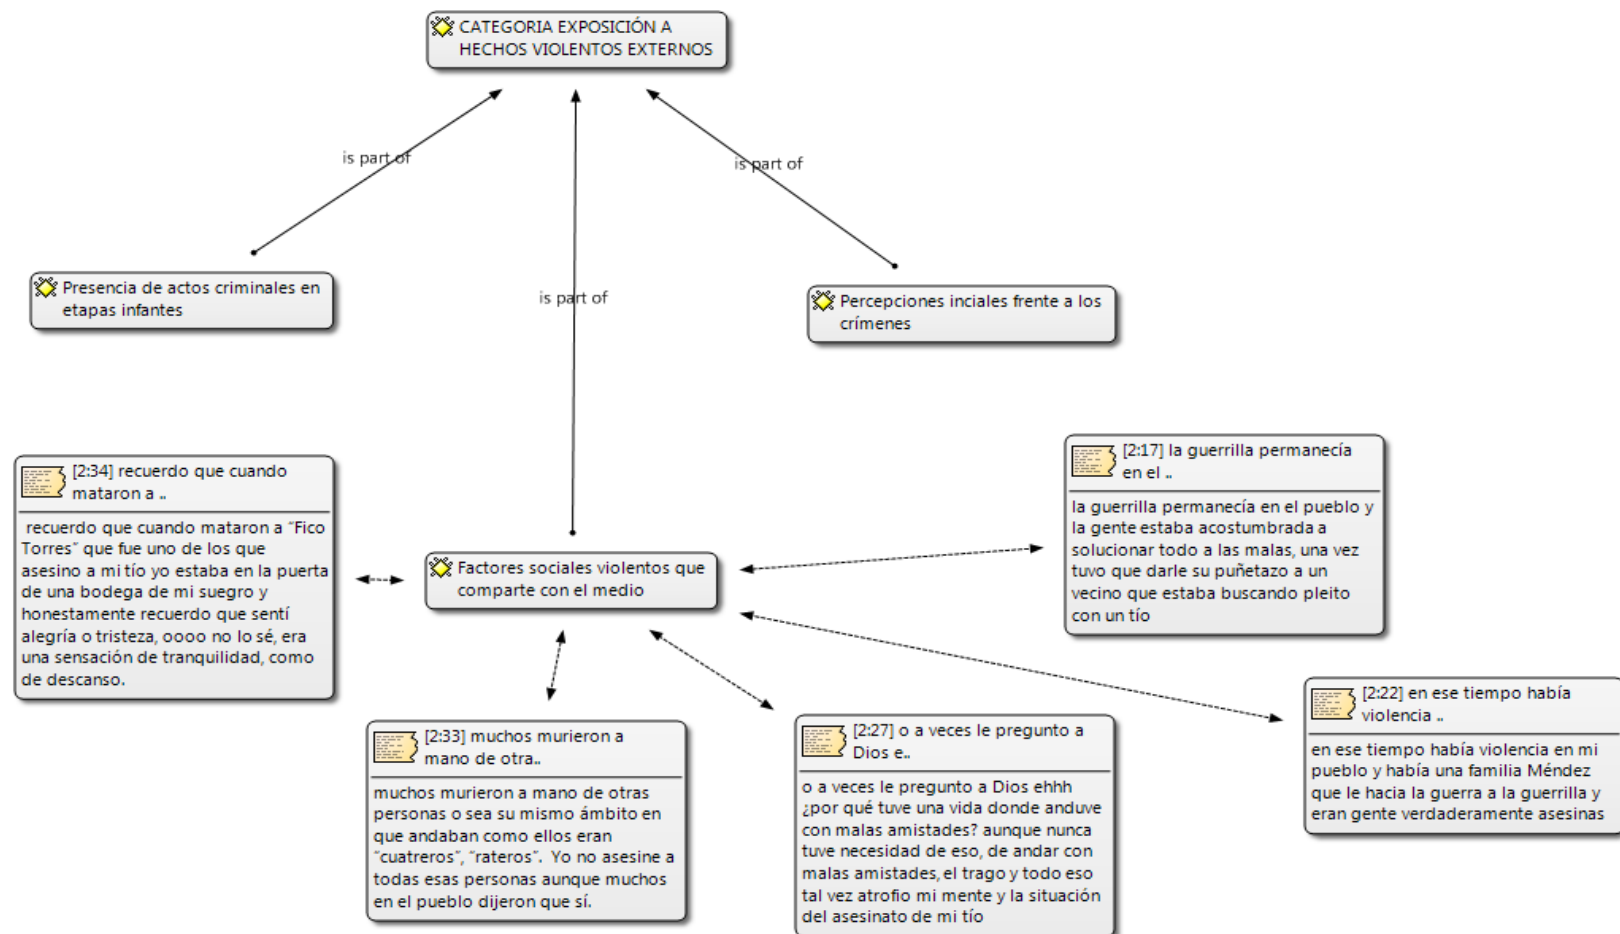 CATEGORIA EXPOSICIÓN A
HECHOS VIOLENTOS EXTERNOS
is part of
is part of
is part of
Presencia de actos criminales en
etapas infantes
Percepciones inciales frente a los
crímenes
Factores sociales violentos que
comparte con el medio
[2:34] recuerdo que cuando
mataron a ..
recuerdo que cuando mataron a "Fico
Torres" que fue uno de los que
asesino a mi tío yo estaba en la puerta
de una bodega de mi suegro y
honestamente recuerdo que sentí
alegría o tristeza, oooo no lo sé, era
una sensación de tranquilidad, como
de descanso.
[2:33] muchos murieron a
mano de otra..
muchos murieron a mano de otras
personas o sea su mismo ámbito en
que andaban como ellos eran
"cuatreros", "rateros".  Yo no asesine a
todas esas personas aunque muchos
en el pueblo dijeron que sí.
[2:27] o a veces le pregunto a
Dios e..
o a veces le pregunto a Dios ehhh
¿por qué tuve una vida donde anduve
con malas amistades? aunque nunca
tuve necesidad de eso, de andar con
malas amistades, el trago y todo eso
tal vez atrofio mi mente y la situación
del asesinato de mi tío
[2:17] la guerrilla permanecía
en el ..
la guerrilla permanecía en el pueblo y
la gente estaba acostumbrada a
solucionar todo a las malas, una vez
tuvo que darle su puñetazo a un
vecino que estaba buscando pleito
con un tío
[2:22] en ese tiempo había
violencia ..
en ese tiempo había violencia en mi
pueblo y había una familia Méndez
que le hacia la guerra a la guerrilla y
eran gente verdaderamente asesinas